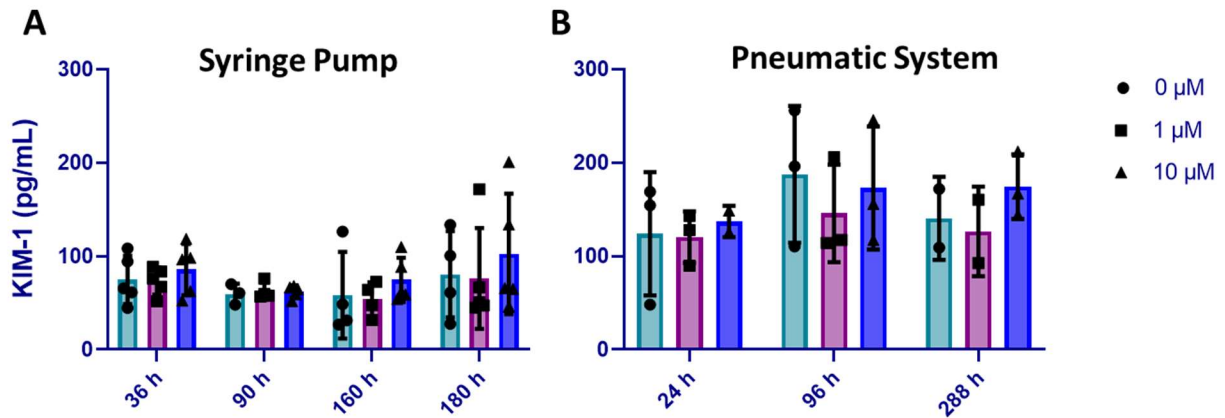 A
Syringe Pump
KIM-1 (pg/mL)
300
200
100
0
36 h
90 h
160 h
180 h
B
Pneumatic System
300
200
100
0
24 h
96 h
288 h
0 µM
1 µM
10 µM